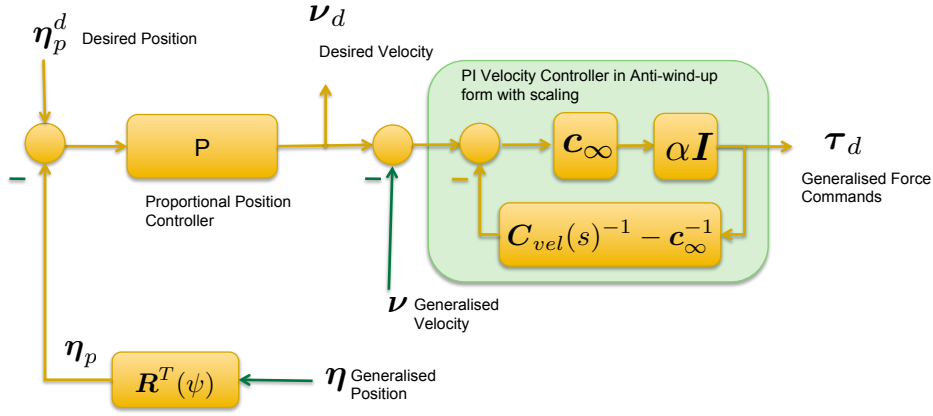 η_p^d Desired Position
ν_d
Desired Velocity
PI Velocity Controller in Anti-wind-up
form with scaling
P
c_∞
αI
τ_d
Generalised Force
Commands
Proportional Position
Controller
C_vel(s)^{-1} − c_∞^{-1}
ν Generalised
Velocity
η_p
R^T(ψ)
η Generalised
Position